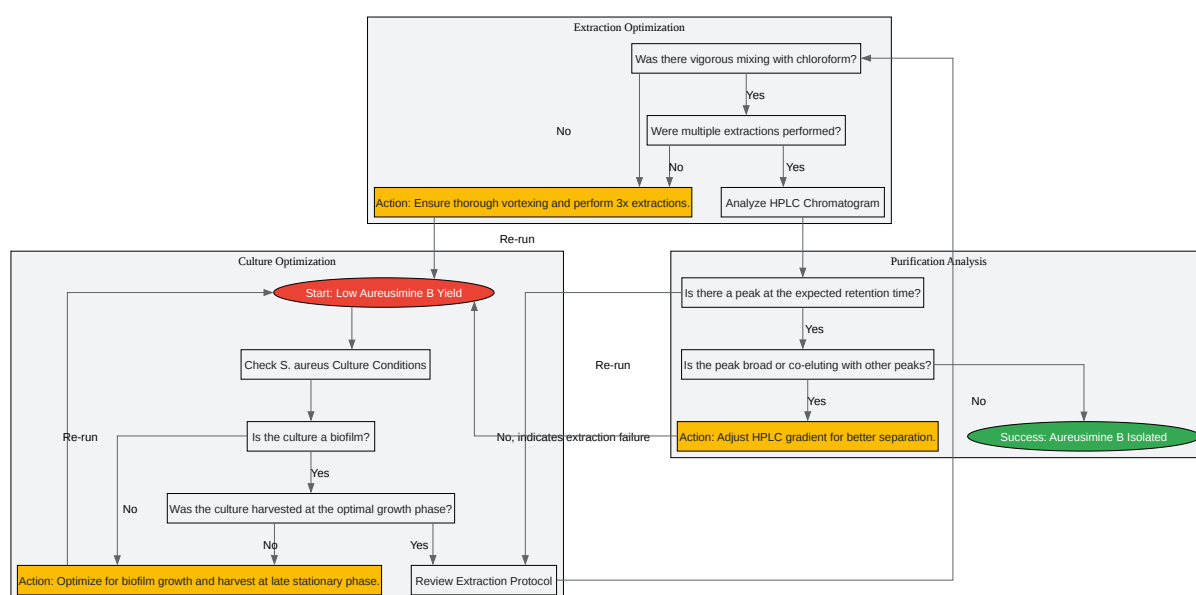 Extraction Optimization
Was there vigorous mixing with chloroform?
Yes
No
Were multiple extractions performed?
No
Yes
Action: Ensure thorough vortexing and perform 3x extractions.
Analyze HPLC Chromatogram
Re-run
Culture Optimization
Start: Low Aureusimine B Yield
Check S. aureus Culture Conditions
Is the culture a biofilm?
Re-run
Yes
No
Was the culture harvested at the optimal growth phase?
No
Yes
Action: Optimize for biofilm growth and harvest at late stationary phase.
Review Extraction Protocol
Purification Analysis
Is there a peak at the expected retention time?
Yes
Re-run
Is the peak broad or co-eluting with other peaks?
Yes
No
No, indicates extraction failure
Action: Adjust HPLC gradient for better separation.
Success: Aureusimine B Isolated